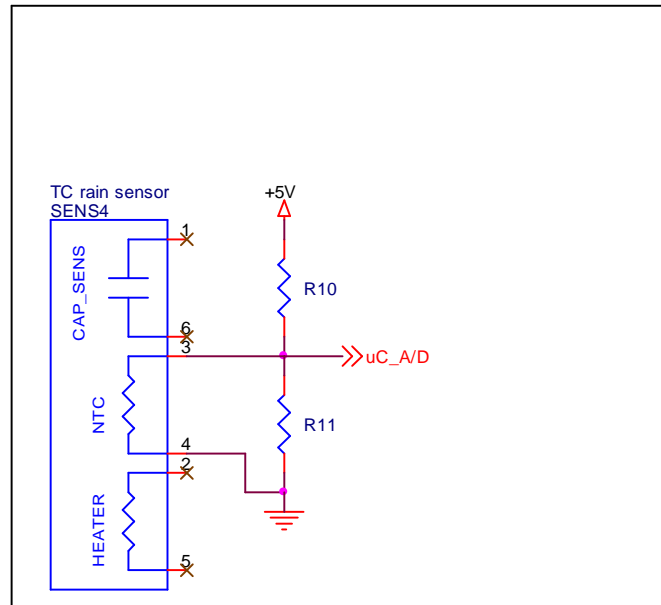 TC rain sensor
SENS4
+5V
1
CAP_SENS
R10
6
3
uC_A/D
NTC
R11
4
2
HEATER
5